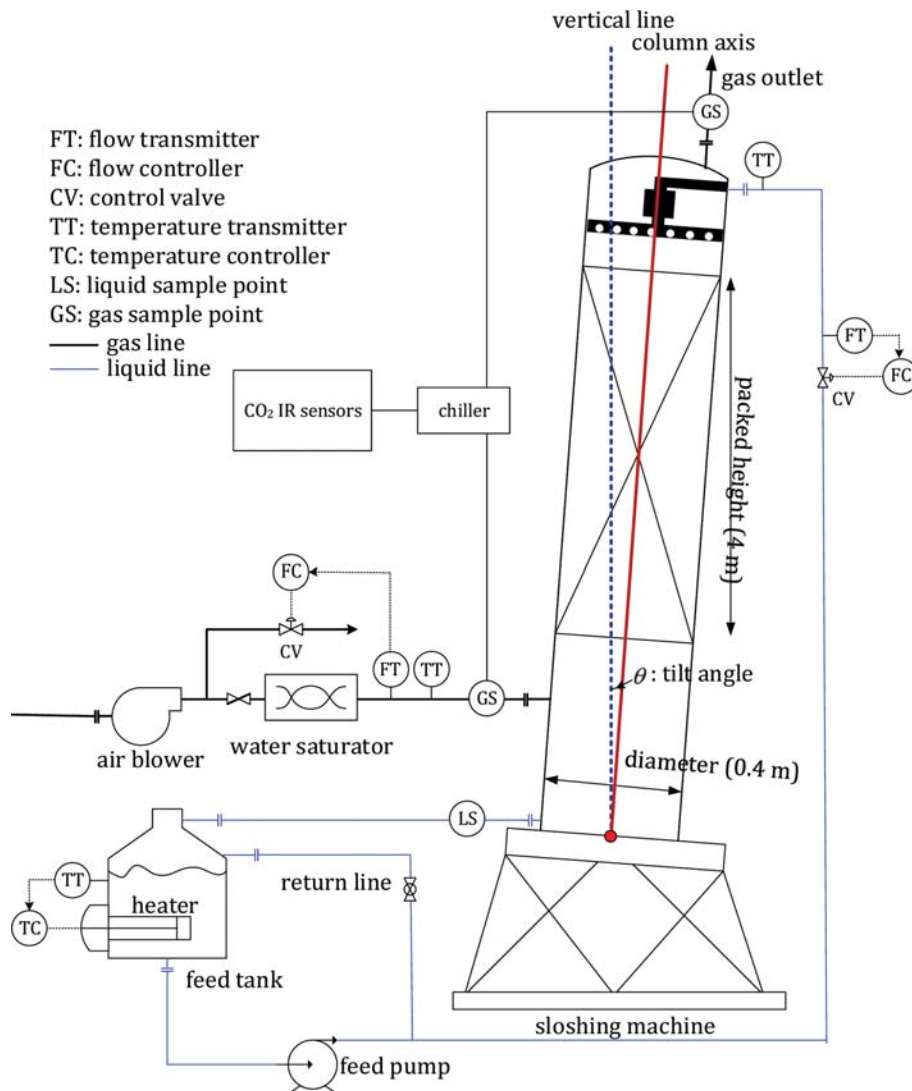 vertical line
column axis
gas outlet
GS
TT
FT: flow transmitter
FC: flow controller
CV: control valve
TT: temperature transmitter
TC: temperature controller
LS: liquid sample point
GS: gas sample point
gas line
liquid line
FT
FC
CV
CO₂ IR sensors
chiller
packed height (4 m)
FC
CV
FT
TT
GS
θ : tilt angle
air blower
water saturator
diameter (0.4 m)
LS
TT
TC
heater
return line
feed tank
sloshing machine
feed pump